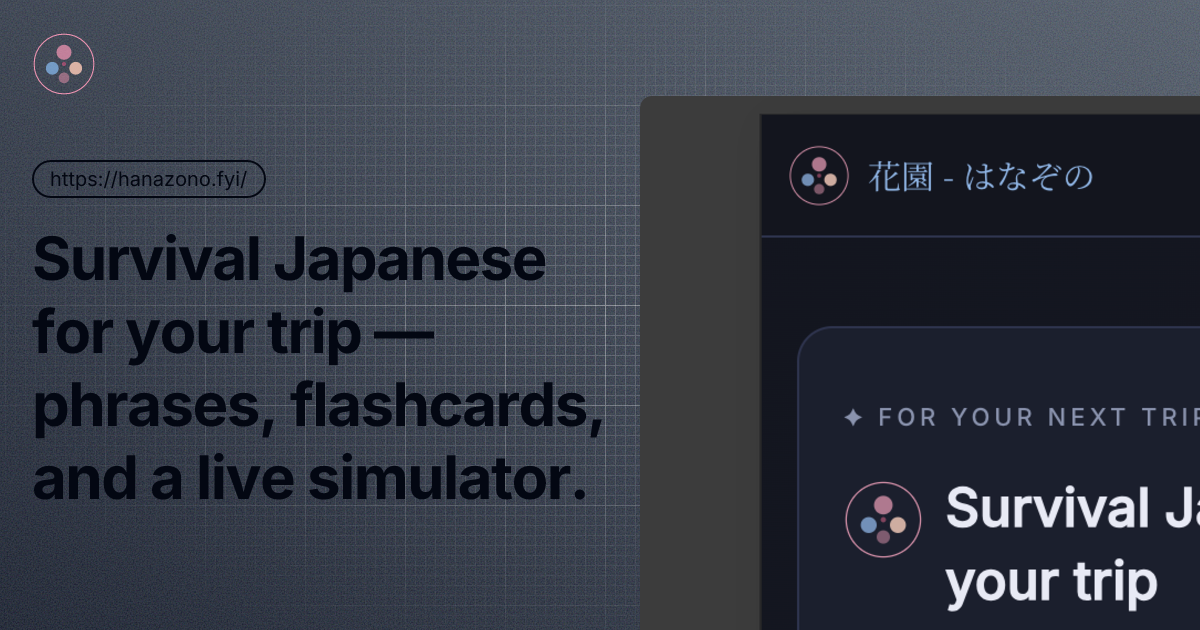 https://hanazono.fyi/
Survival Japanese
for your trip —
phrases, flashcards,
and a live simulator.
花園 - はなぞの
✦ FOR YOUR NEXT TRIP
Survival Ja
your trip